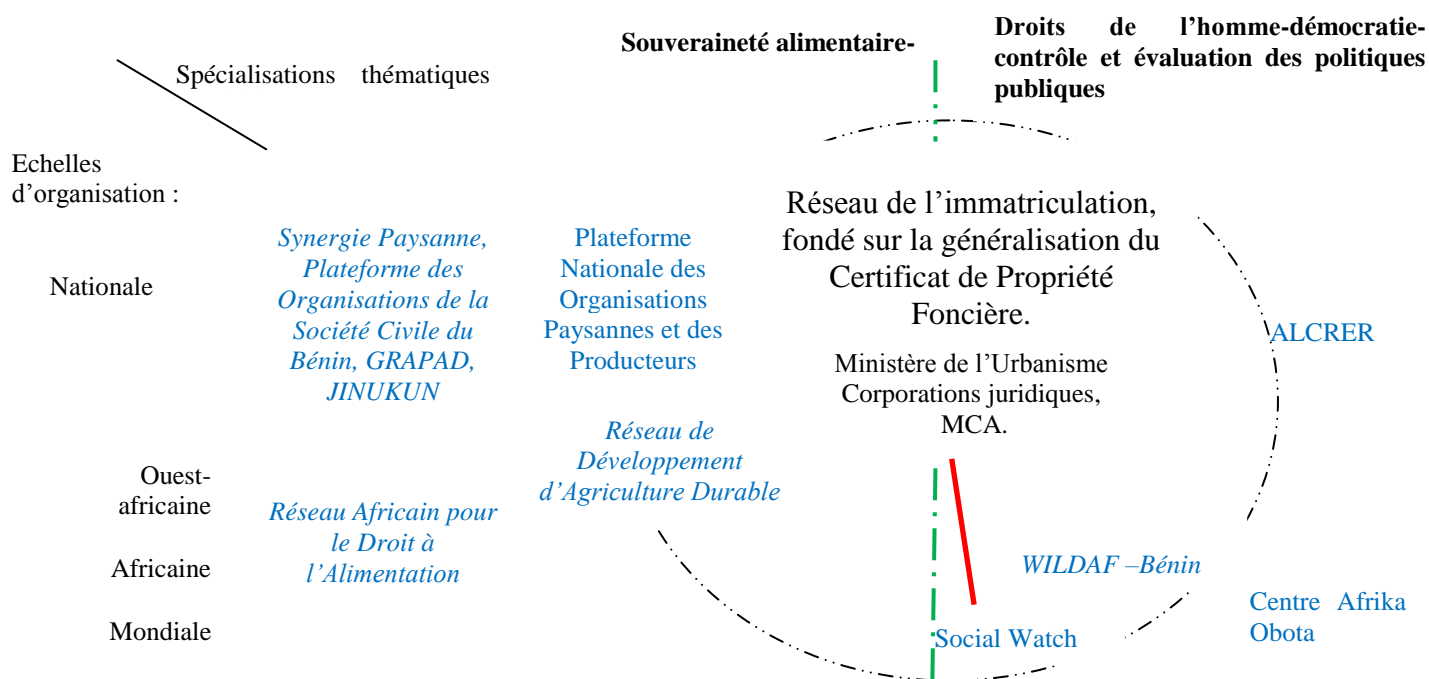 Spécialisations thématiques
Souveraineté alimentaire-
Droits de l’homme-démocratie-
contrôle et évaluation des politiques
publiques
Echelles
d’organisation :
Nationale
Synergie Paysanne,
Plateforme des
Organisations de la
Société Civile du
Bénin, GRAPAD,
JINUKUN
Plateforme
Nationale des
Organisations
Paysannes et des
Producteurs
Réseau de l’immatriculation,
fondé sur la généralisation du
Certificat de Propriété
Foncière.
Ministère de l’Urbanisme
Corporations juridiques,
MCA.
ALCRER
Réseau de
Développement
d’Agriculture Durable
Ouest-
africaine
Africaine
Mondiale
Réseau Africain pour
le Droit à
l’Alimentation
WILDAF –Bénin
Social Watch
Centre Afrika
Obota